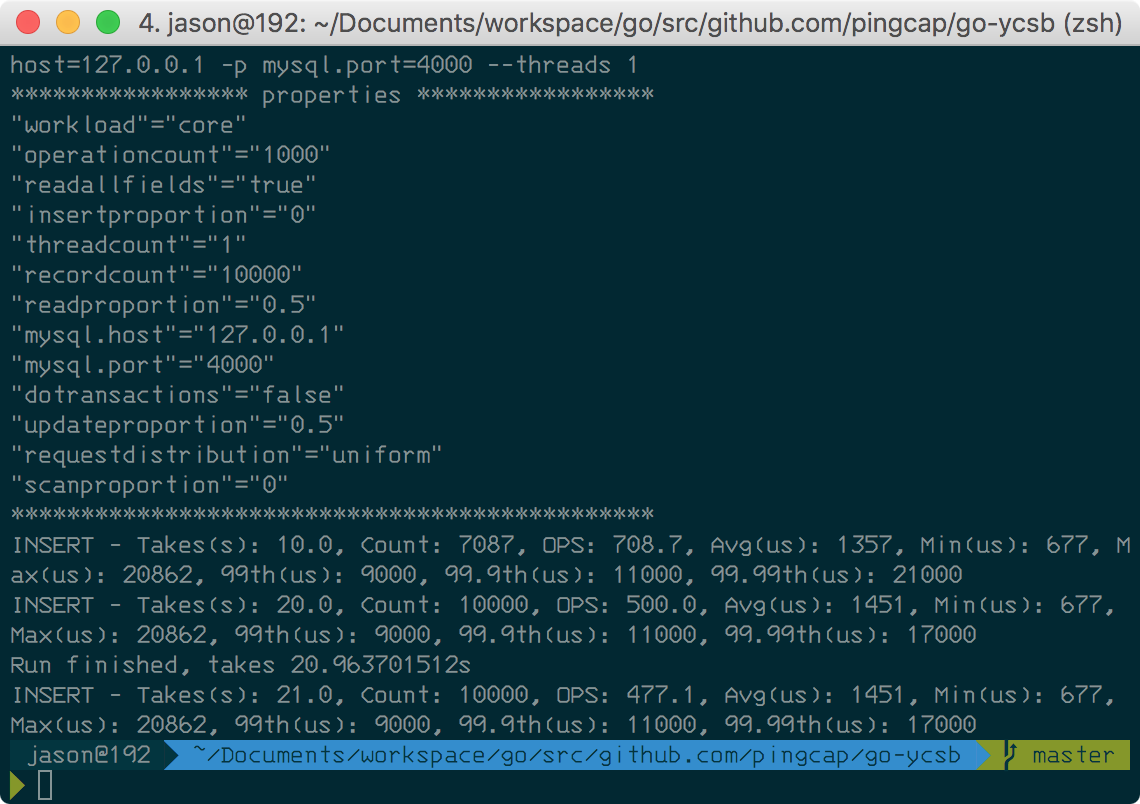 4. jason@192: ~/Documents/workspace/go/src/github.com/pingcap/go-ycsb (zsh)
host=127.0.0.1 -p mysql.port=4000 --threads 1
***************** properties *****************
"workload"="core"
"operationcount"="1000"
"readallfields"="true"
"insertproportion"="0"
"threadcount"="1"
"recordcount"="10000"
"readproportion"="0.5"
"mysql.host"="127.0.0.1"
"mysql.port"="4000"
"dotransactions"="false"
"updateproportion"="0.5"
"requestdistribution"="uniform"
"scanproportion"="0"
**********************************************
INSERT - Takes(s): 10.0, Count: 7087, OPS: 708.7, Avg(us): 1357, Min(us): 677, M
ax(us): 20862, 99th(us): 9000, 99.9th(us): 11000, 99.99th(us): 21000
INSERT - Takes(s): 20.0, Count: 10000, OPS: 500.0, Avg(us): 1451, Min(us): 677,
Max(us): 20862, 99th(us): 9000, 99.9th(us): 11000, 99.99th(us): 17000
Run finished, takes 20.963701512s
INSERT - Takes(s): 21.0, Count: 10000, OPS: 477.1, Avg(us): 1451, Min(us): 677,
Max(us): 20862, 99th(us): 9000, 99.9th(us): 11000, 99.99th(us): 17000
jason@192 ~/Documents/workspace/go/src/github.com/pingcap/go-ycsb master